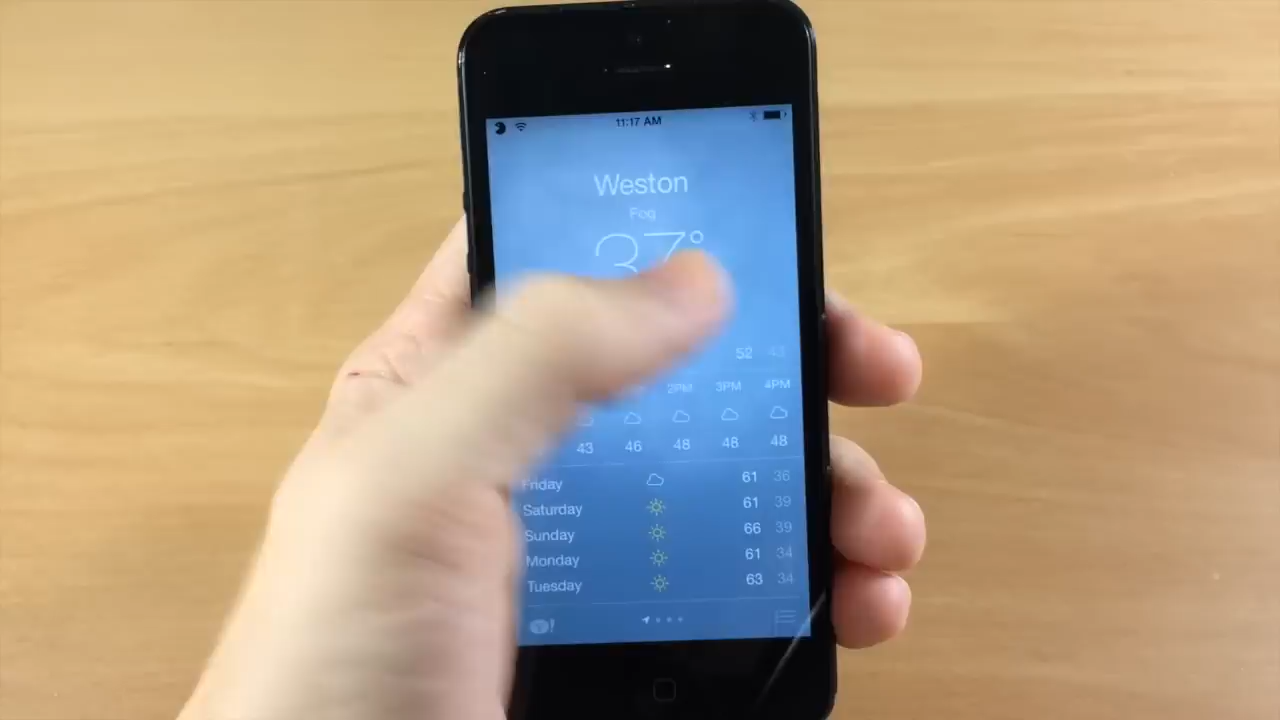 11:17 AM
Weston
Fog
37°
52 43
2PM 3PM 4PM
43 46 48 48 48
Friday 61 36
Saturday 61 39
Sunday 66 39
Monday 61 34
Tuesday 63 34